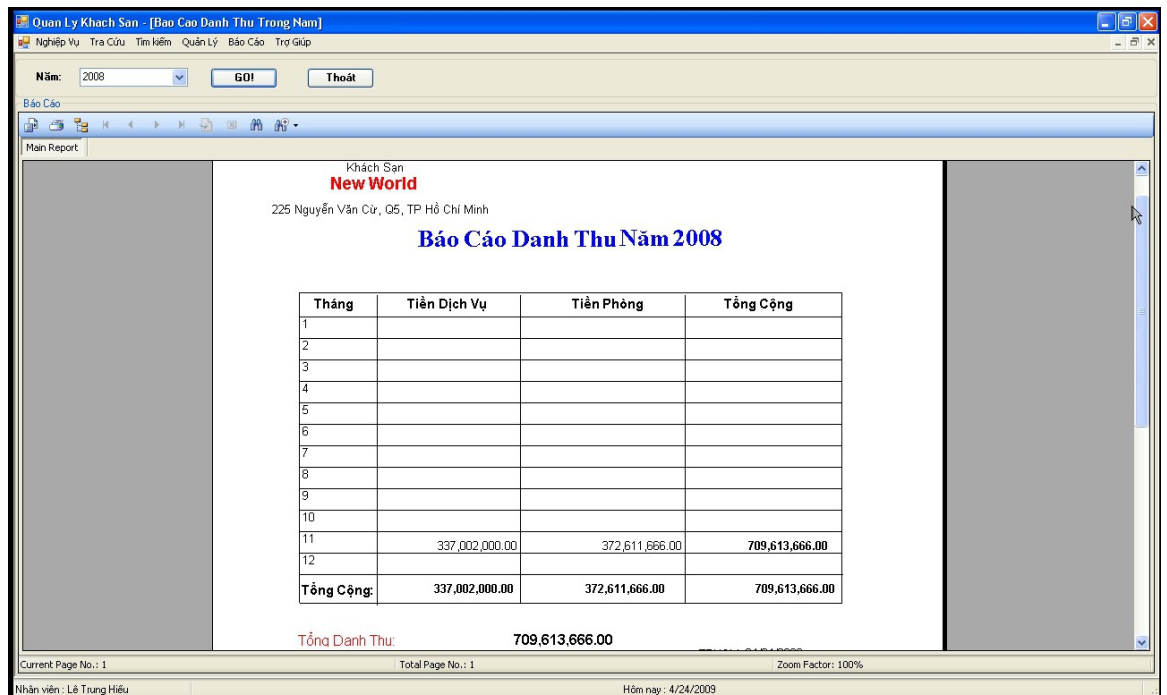 Quan Ly Khach San - [Bao Cao Danh Thu Trong Nam]
Nghiệp Vụ Tra Cứu Tìm kiếm Quản Lý Báo Cáo Trợ Giúp
Năm: 2008 GO! Thoát
Báo Cáo
Main Report
Khách Sạn
New World
225 Nguyễn Văn Cừ, Q5, TP Hồ Chí Minh
Báo Cáo Danh Thu Năm 2008
Tháng Tiền Dịch Vụ Tiền Phòng Tổng Cộng
1
2
3
4
5
6
7
8
9
10
11 337,002,000.00 372,611,666.00 709,613,666.00
12
Tổng Cộng: 337,002,000.00 372,611,666.00 709,613,666.00
Tổng Danh Thu: 709,613,666.00
Current Page No.: 1 Total Page No.: 1 Zoom Factor: 100%
Nhân viên : Lê Trung Hiếu Hôm nay : 4/24/2009